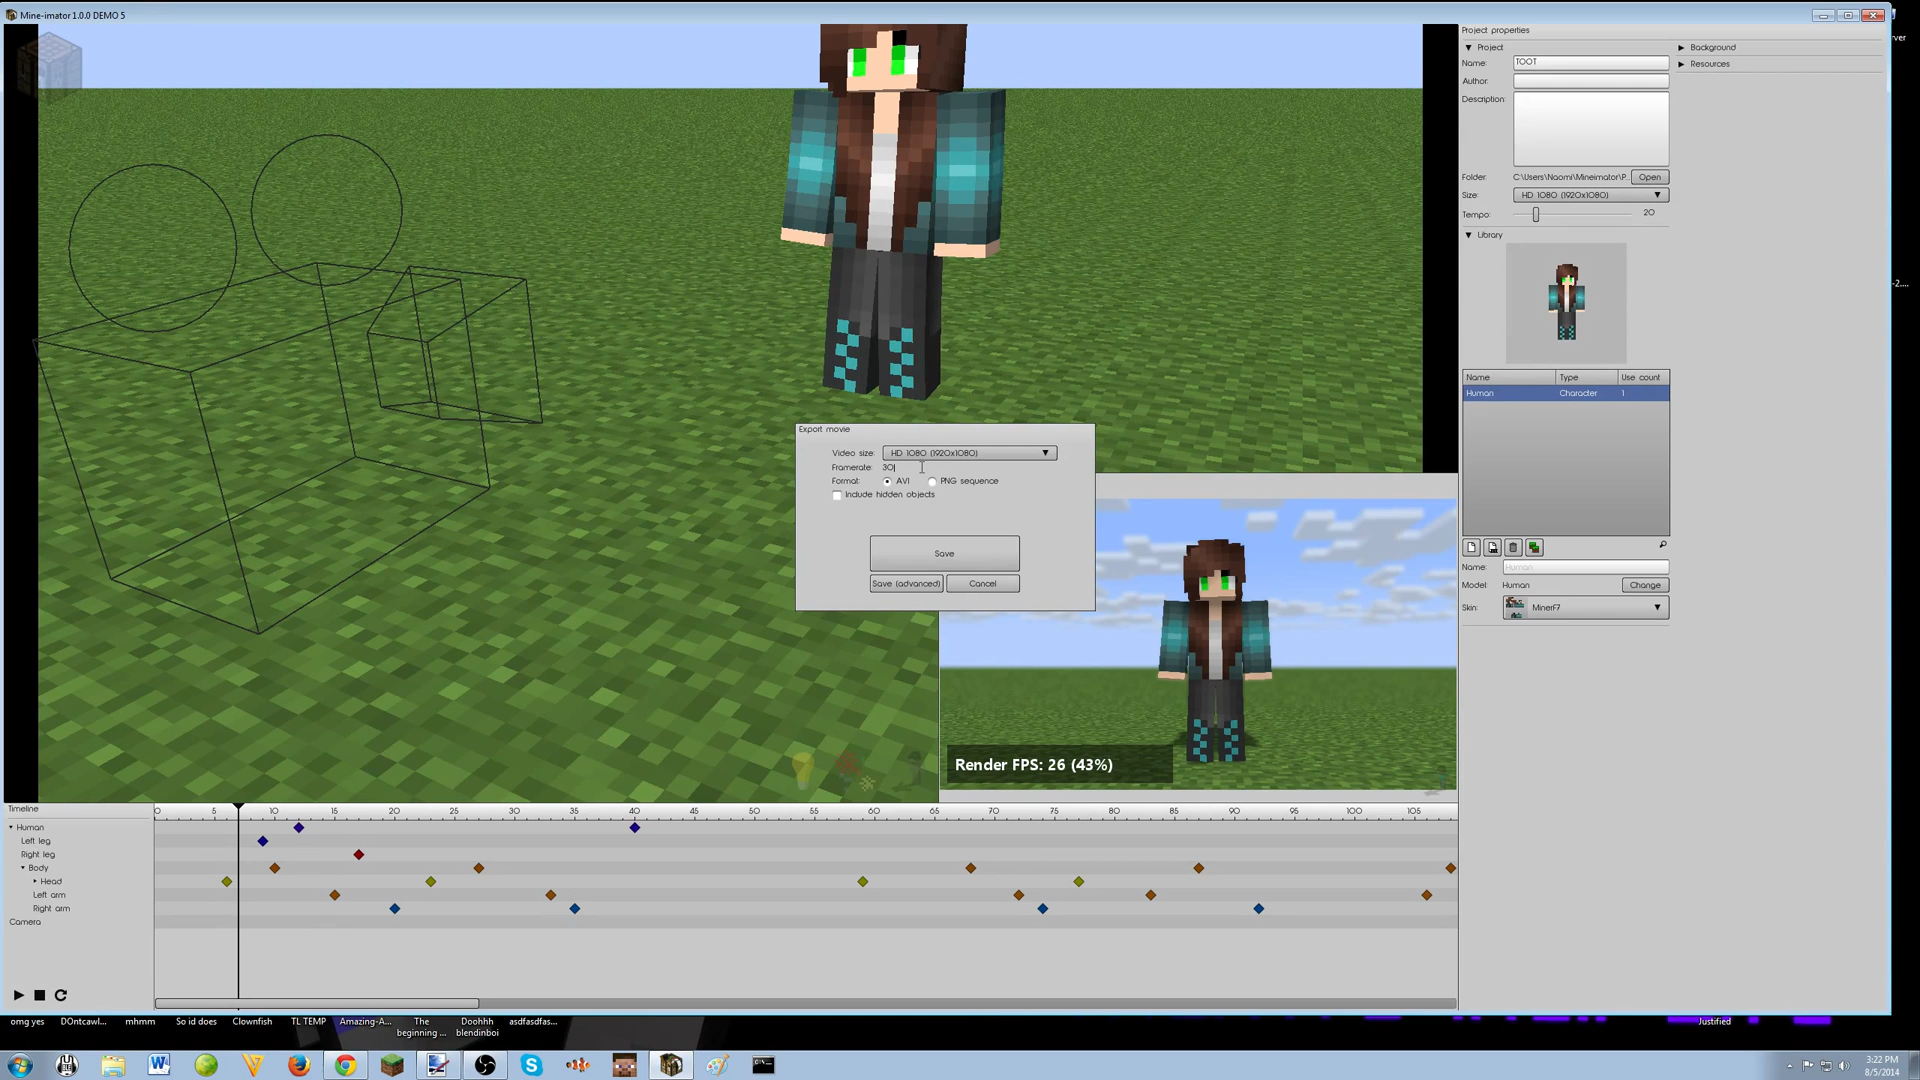 Mine-imator 1.0.0 DEMO 5
Project properties
Project
Name: TOOT
Author:
Description:
Folder: C:\Users\Naomi\Mineimator\P... Open
Size: HD 1080 (1920x1080)
Tempo: 20
Library
Background
Resources
Name Type Use count
Human Character 1
Name: Human
Model: Human Change
Skin: MinerF7
Export movie
Video size: HD 1080 (1920x1080)
Framerate: 30
Format: AVI PNG sequence
Include hidden objects
Save
Save (advanced) Cancel
Render FPS: 26 (43%)
Timeline
0 5 10 15 20 25 30 35 40 45 50 55 60 65 70 75 80 85 90 95 100 105
Human
Left leg
Right leg
Body
Head
Left arm
Right arm
Camera
omg yes DOntcawl... mhmm So id does Clownfish TL TEMP Amazing-A... The beginning ... Doohhh blendinboi asdfasdfas... Justified
3:22 PM
8/5/2014